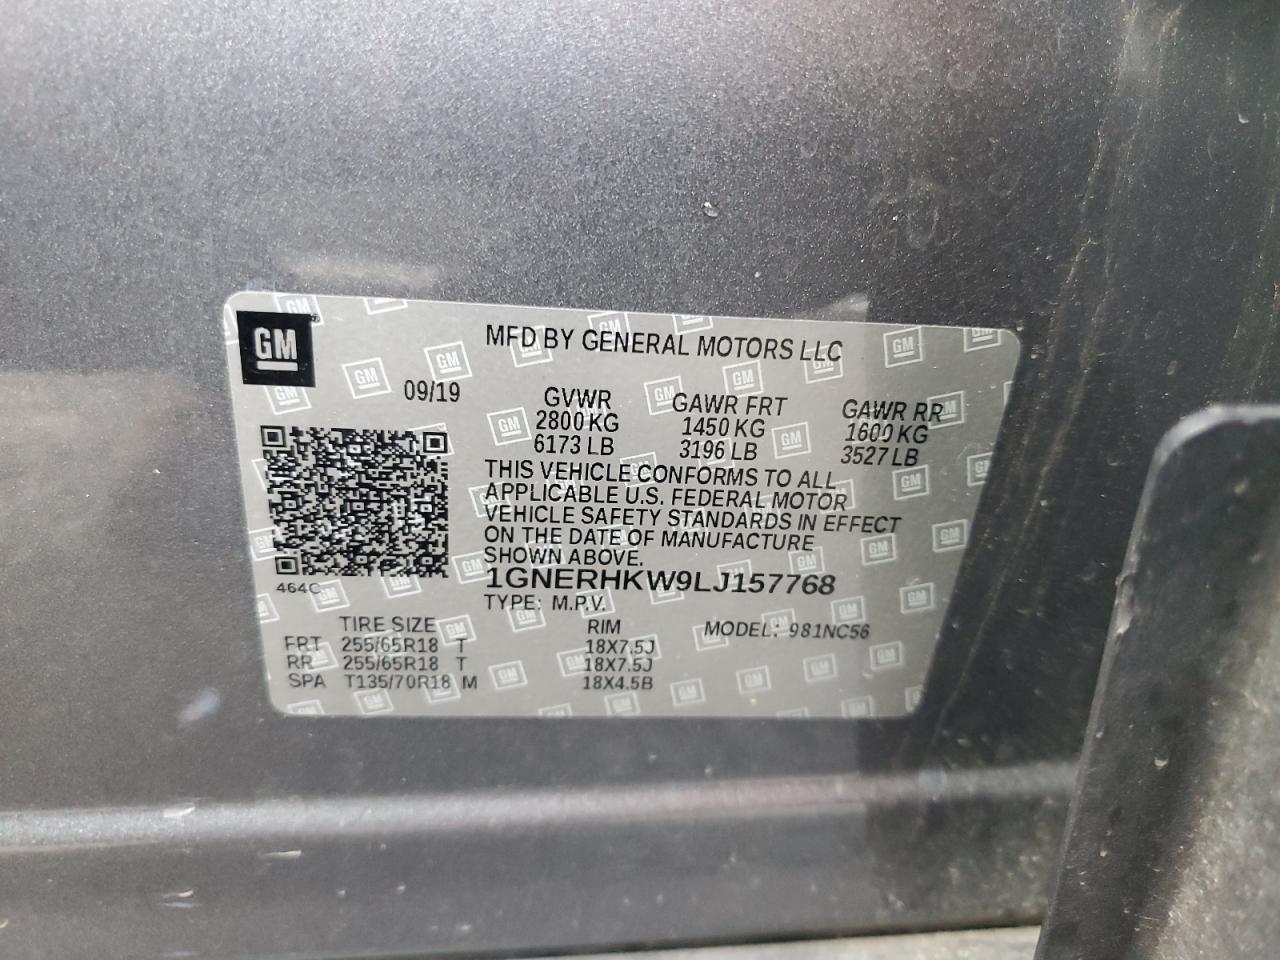 GM
MFD BY GENERAL MOTORS LLC
09/19
GVWR GAWR FRT GAWR RR
2800 KG 1450 KG 1600 KG
6173 LB 3196 LB 3527 LB
THIS VEHICLE CONFORMS TO ALL
APPLICABLE U.S. FEDERAL MOTOR
VEHICLE SAFETY STANDARDS IN EFFECT
ON THE DATE OF MANUFACTURE
SHOWN ABOVE.
464C
1GNERHKW9LJ157768
TYPE: M.P.V.
MODEL: 981NC56
TIRE SIZE RIM
FRT 255/65R18 T 18X7.5J
RR 255/65R18 T 18X7.5J
SPA T135/70R18 M 18X4.5B